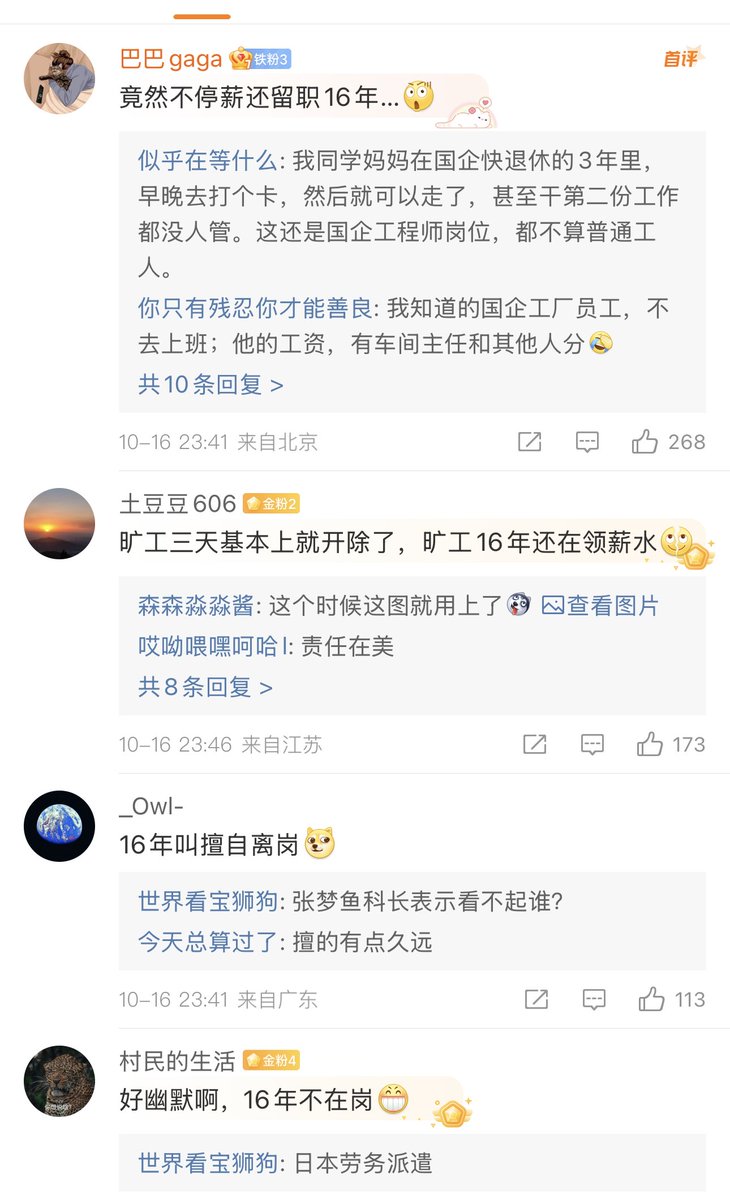 巴巴gaga 铁粉3 首评
竟然不停薪还留职16年...
似乎在等什么: 我同学妈妈在国企快退休的3年里，
早晚去打个卡，然后就可以走了，甚至干第二份工作
都没人管。这还是国企工程师岗位，都不算普通工
人。
你只有残忍你才能善良: 我知道的国企工厂员工，不
去上班；他的工资，有车间主任和其他人分
共10条回复 >
10-16 23:41 来自北京 268
土豆豆606 金粉2
旷工三天基本上就开除了，旷工16年还在领薪水
森森淼淼酱: 这个时候这图就用上了 查看图片
哎呦喂嘿呵哈l: 责任在美
共8条回复 >
10-16 23:46 来自江苏 173
_Owl-
16年叫擅自离岗
世界看宝狮狗: 张梦鱼科长表示看不起谁?
今天总算过了: 擅的有点久远
10-16 23:41 来自广东 113
村民的生活 金粉4
好幽默啊，16年不在岗
世界看宝狮狗: 日本劳务派遣